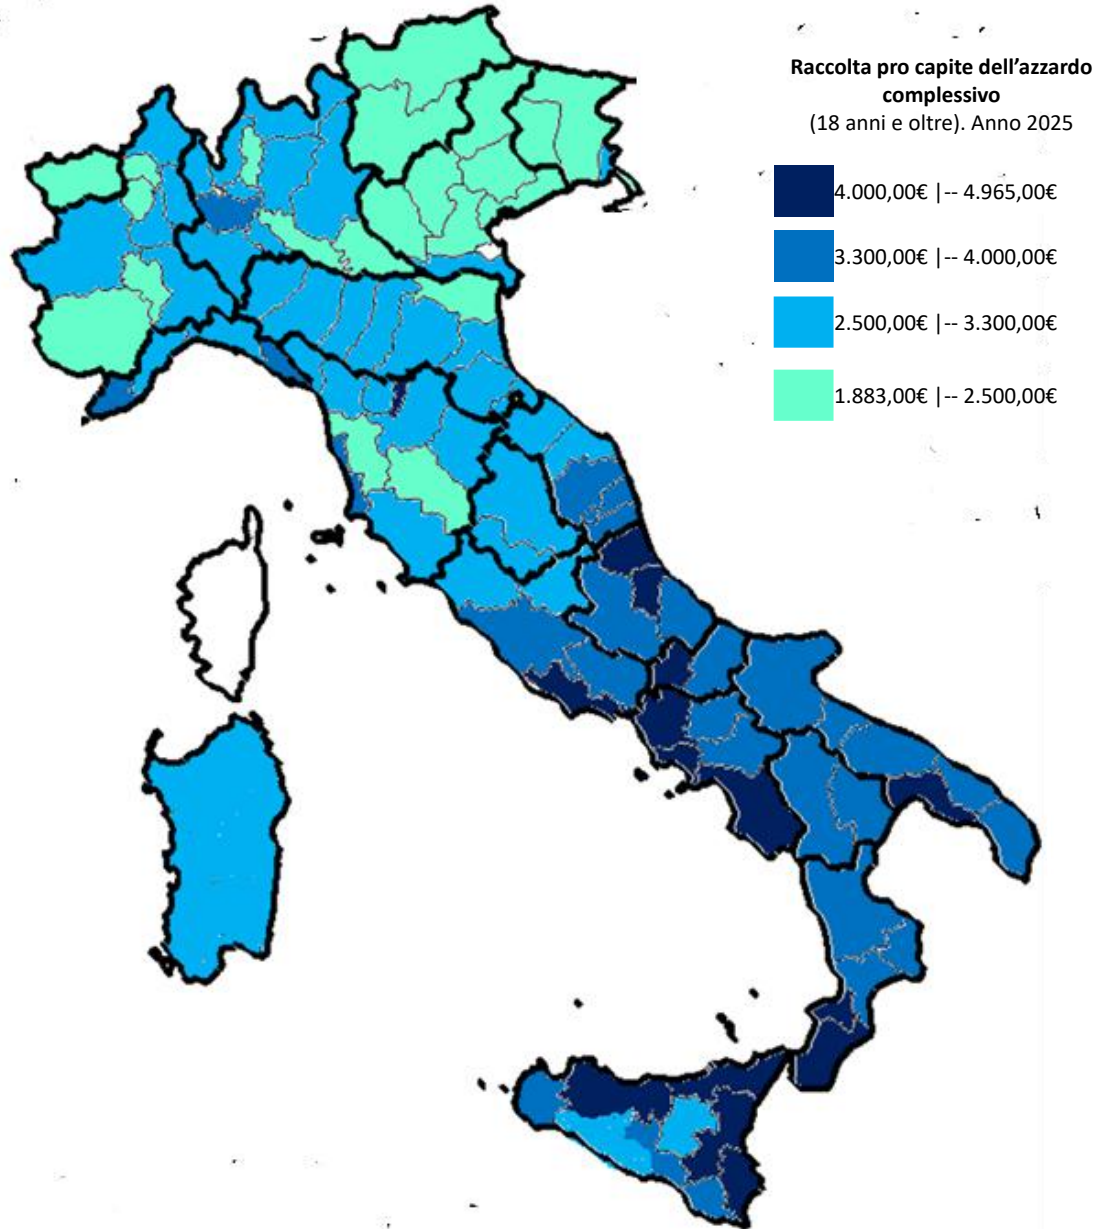 Raccolta pro capite dell’azzardo
complessivo
(18 anni e oltre). Anno 2025
4.000,00€ |-- 4.965,00€
3.300,00€ |-- 4.000,00€
2.500,00€ |-- 3.300,00€
1.883,00€ |-- 2.500,00€